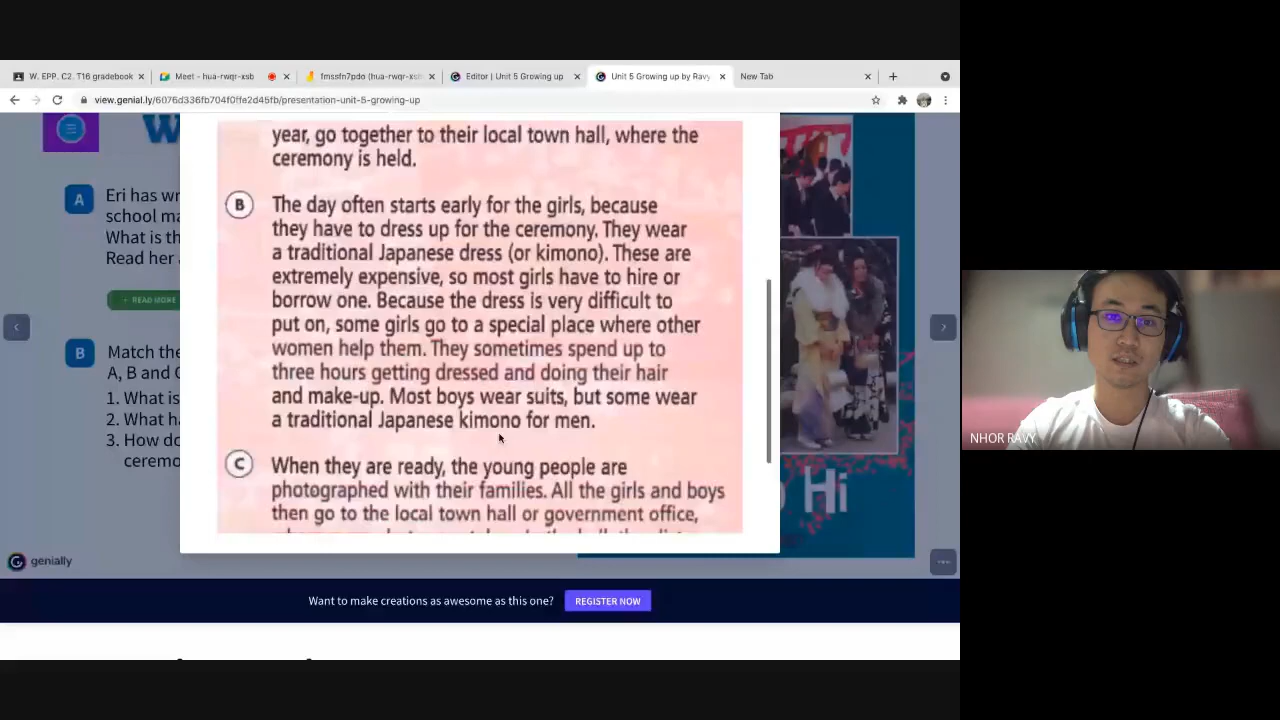 W. EPP. C2. T16 gradebook
Meet - hua-rwqr-xsb
fmssfn7pdo (hua-rwqr-xsb
Editor | Unit 5 Growing up
Unit 5 Growing up by Ravy
New Tab
view.genial.ly/6076d336fb704f0ffe2d45fb/presentation-unit-5-growing-up
W
A
Eri has wr
school ma
What is th
Read her a
+ READ MORE
B
Match the
A, B and C
1. What is
2. What ha
3. How do
ceremo
year, go together to their local town hall, where the
ceremony is held.
B
The day often starts early for the girls, because
they have to dress up for the ceremony. They wear
a traditional Japanese dress (or kimono). These are
extremely expensive, so most girls have to hire or
borrow one. Because the dress is very difficult to
put on, some girls go to a special place where other
women help them. They sometimes spend up to
three hours getting dressed and doing their hair
and make-up. Most boys wear suits, but some wear
a traditional Japanese kimono for men.
C
When they are ready, the young people are
photographed with their families. All the girls and boys
then go to the local town hall or government office,
Hi
genially
Want to make creations as awesome as this one?
REGISTER NOW
NHOR RAVY